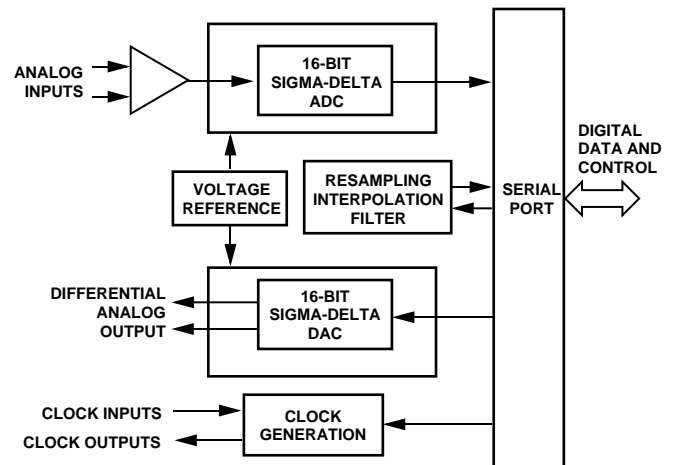 ANALOG
INPUTS
16-BIT
SIGMA-DELTA
ADC
VOLTAGE
REFERENCE
RESAMPLING
INTERPOLATION
FILTER
SERIAL
PORT
DIGITAL
DATA AND
CONTROL
DIFFERENTIAL
ANALOG
OUTPUT
16-BIT
SIGMA-DELTA
DAC
CLOCK INPUTS
CLOCK OUTPUTS
CLOCK
GENERATION